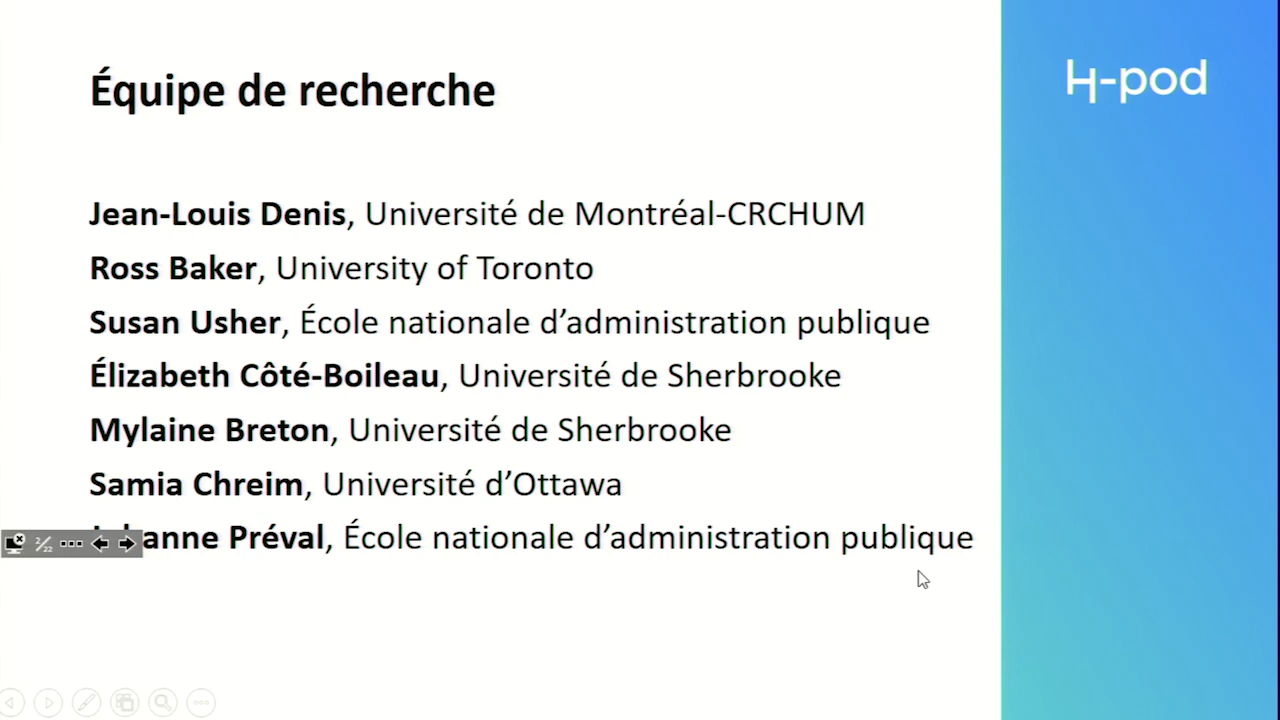 Équipe de recherche
H-pod
Jean-Louis Denis, Université de Montréal-CRCHUM
Ross Baker, University of Toronto
Susan Usher, École nationale d’administration publique
Élizabeth Côté-Boileau, Université de Sherbrooke
Mylaine Breton, Université de Sherbrooke
Samia Chreim, Université d’Ottawa
Préval, École nationale d’administration publique
2/22